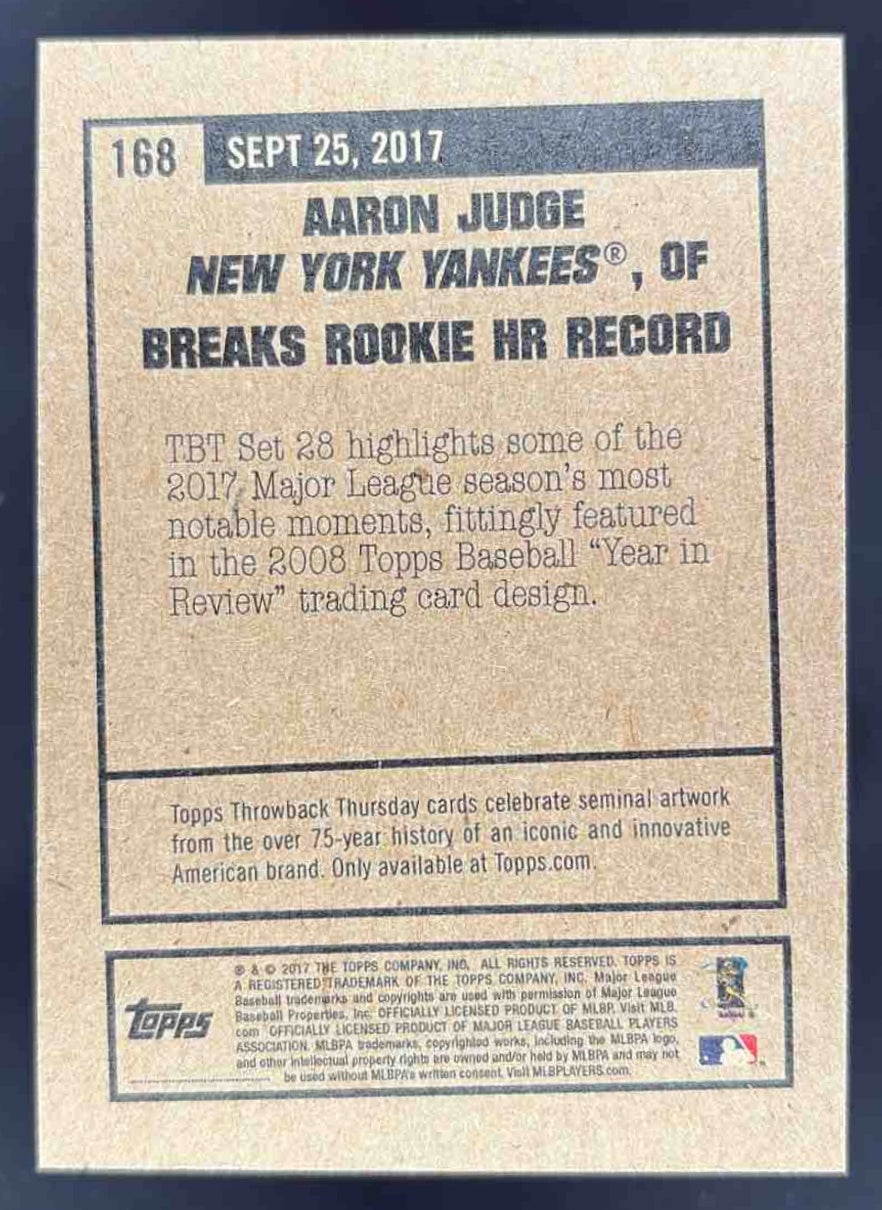 168 SEPT 25, 2017
AARON JUDGE
NEW YORK YANKEES®, OF
BREAKS ROOKIE HR RECORD
TBT Set 28 highlights some of the
2017 Major League season's most
notable moments, fittingly featured
in the 2008 Topps Baseball “Year in
Review” trading card design.
Topps Throwback Thursday cards celebrate seminal artwork
from the over 75-year history of an iconic and innovative
American brand. Only available at Topps.com.
Topps
® & © 2017 THE TOPPS COMPANY, INC. ALL RIGHTS RESERVED. TOPPS IS
A REGISTERED TRADEMARK OF THE TOPPS COMPANY, INC. Major League
Baseball trademarks and copyrights are used with permission of Major League
Baseball Properties, Inc. OFFICIALLY LICENSED PRODUCT OF MLBP. Visit MLB.
com OFFICIALLY LICENSED PRODUCT OF MAJOR LEAGUE BASEBALL PLAYERS
ASSOCIATION. MLBPA trademarks, copyrighted works, including the MLBPA logo,
and other intellectual property rights are owned and/or held by MLBPA and may not
be used without MLBPA's written consent. Visit MLBPLAYERS.com.